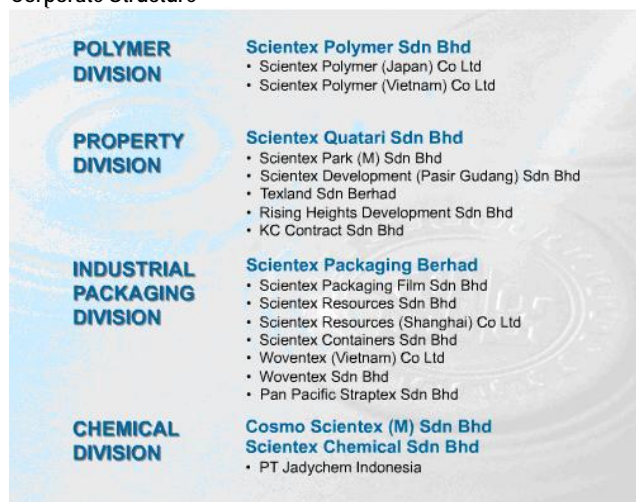 Corporate Structure
POLYMER
DIVISION
Scientex Polymer Sdn Bhd
• Scientex Polymer (Japan) Co Ltd
• Scientex Polymer (Vietnam) Co Ltd
PROPERTY
DIVISION
Scientex Quatari Sdn Bhd
• Scientex Park (M) Sdn Bhd
• Scientex Development (Pasir Gudang) Sdn Bhd
• Texland Sdn Berhad
• Rising Heights Development Sdn Bhd
• KC Contract Sdn Bhd
INDUSTRIAL
PACKAGING
DIVISION
Scientex Packaging Berhad
• Scientex Packaging Film Sdn Bhd
• Scientex Resources Sdn Bhd
• Scientex Resources (Shanghai) Co Ltd
• Scientex Containers Sdn Bhd
• Woventex (Vietnam) Co Ltd
• Woventex Sdn Bhd
• Pan Pacific Straptex Sdn Bhd
CHEMICAL
DIVISION
Cosmo Scientex (M) Sdn Bhd
Scientex Chemical Sdn Bhd
• PT Jadychem Indonesia